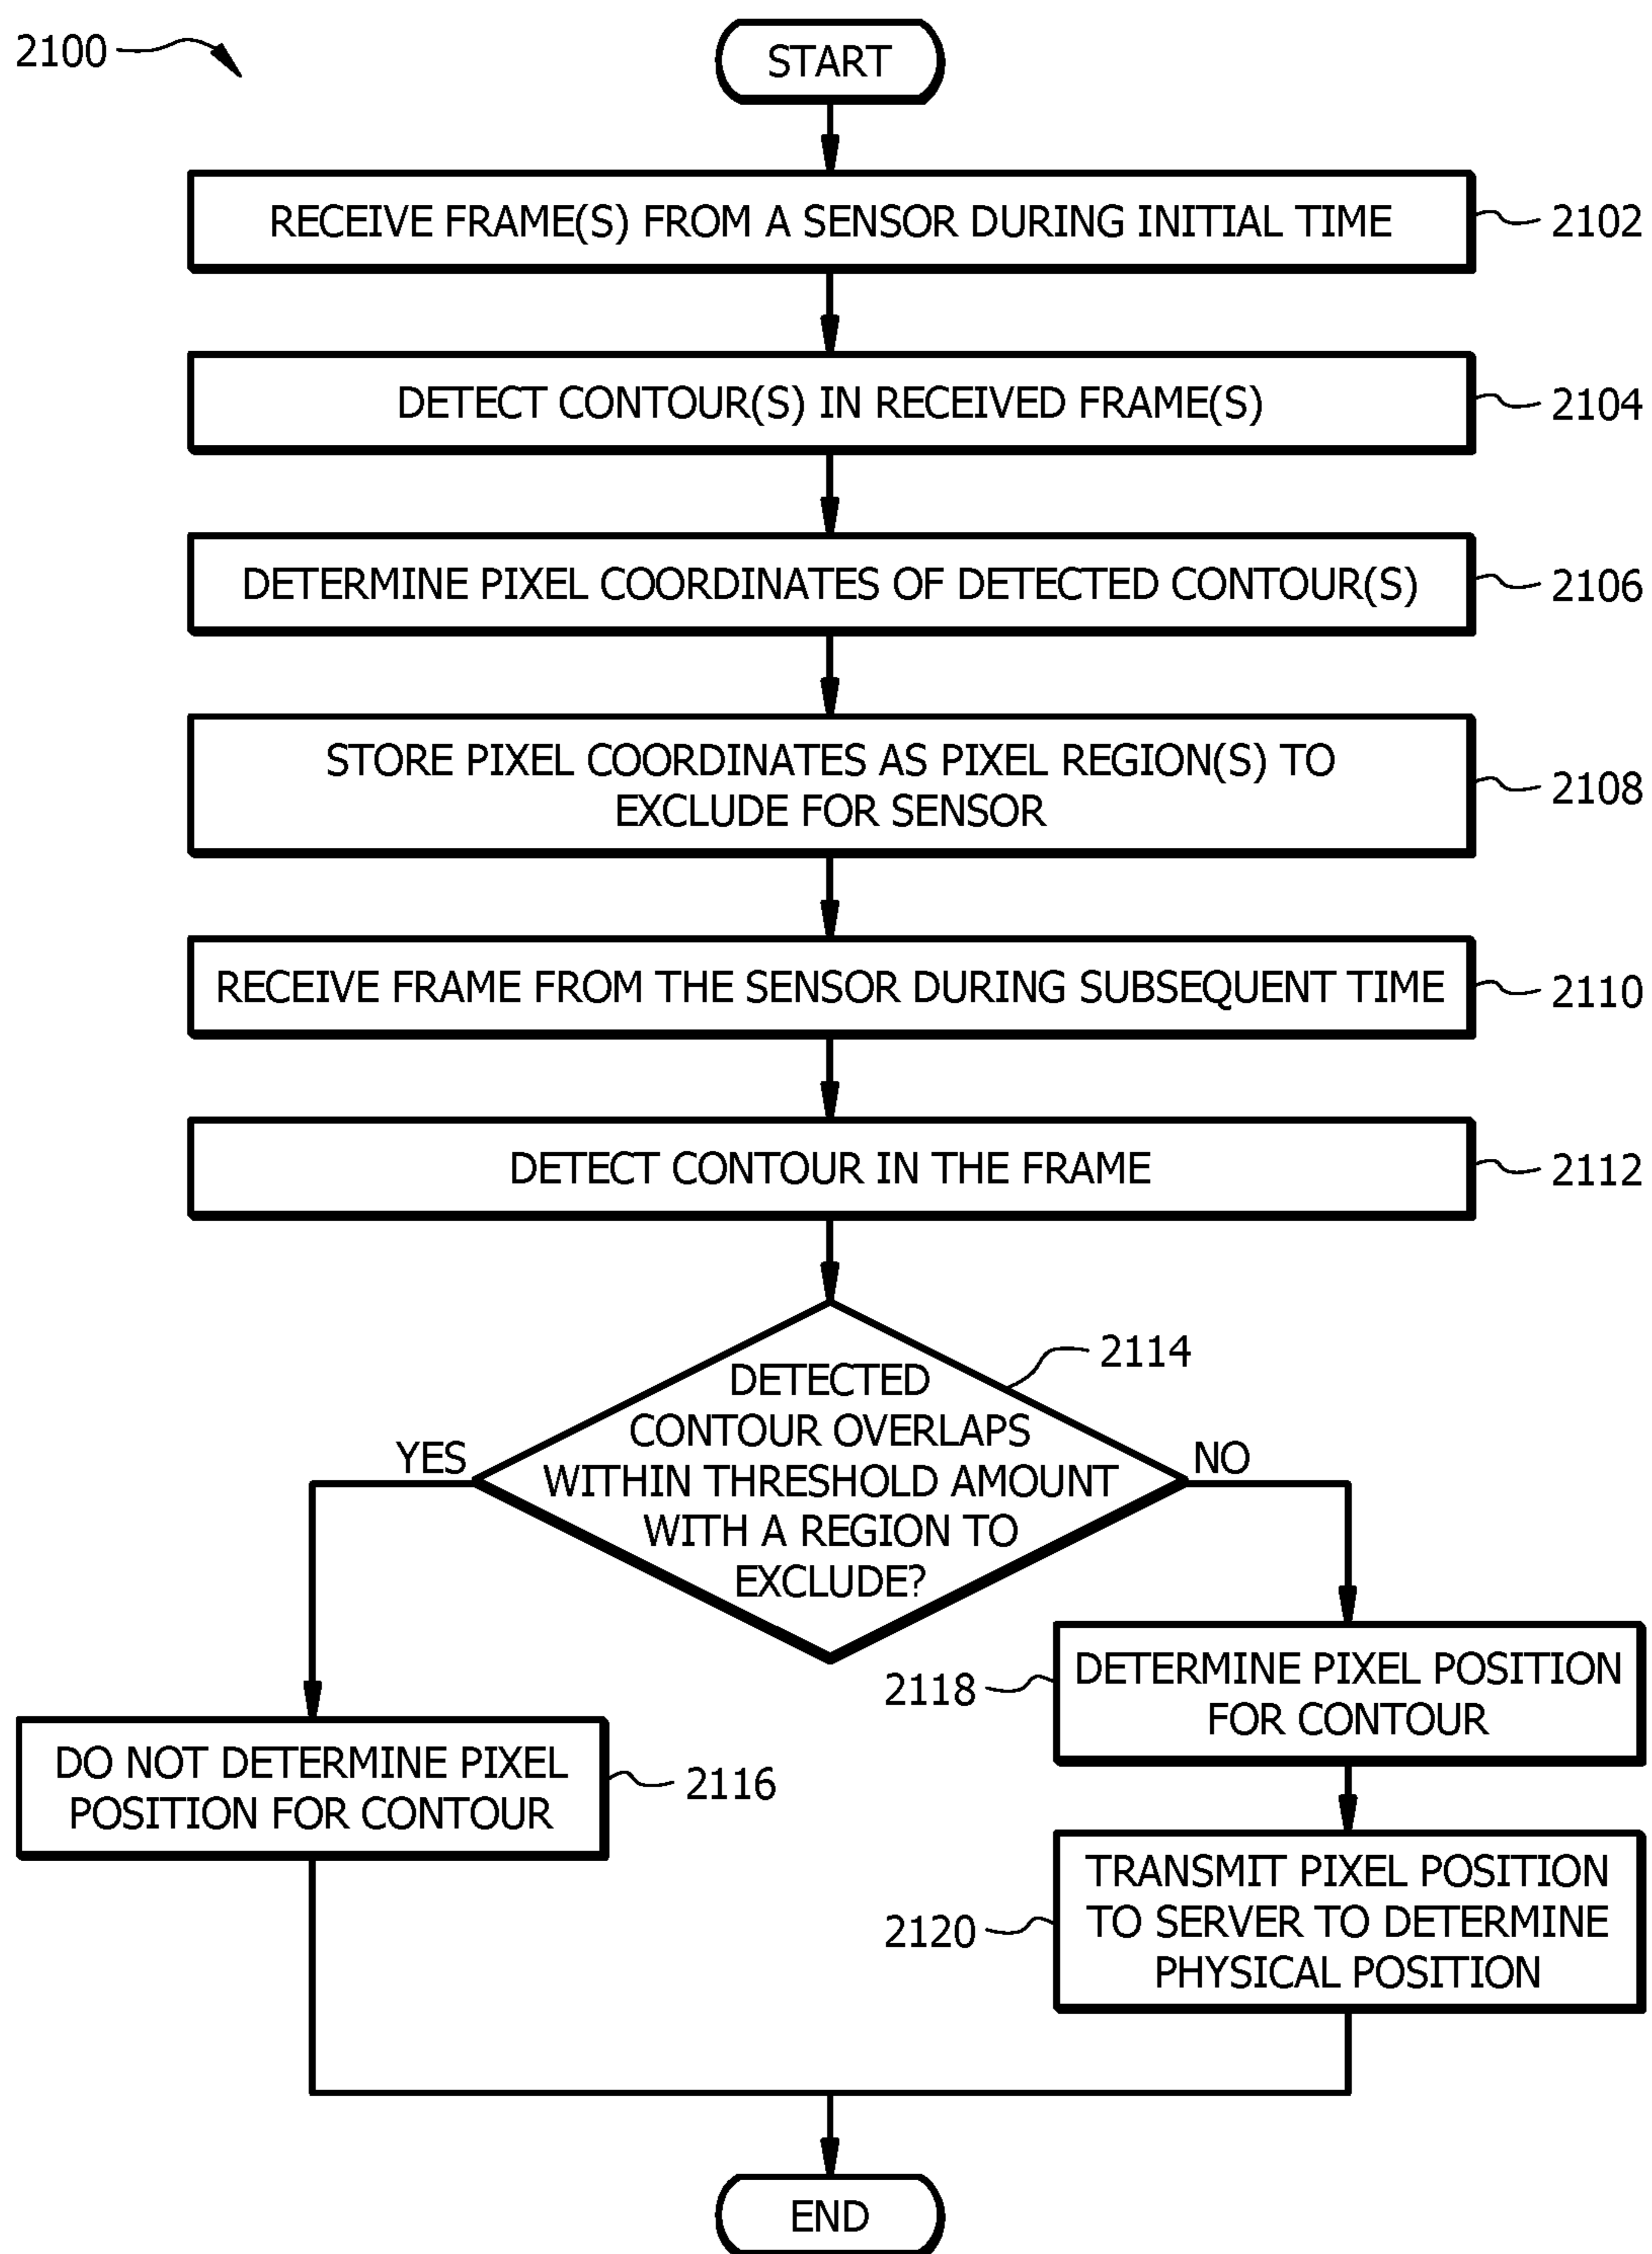 2100
START
RECEIVE FRAME(S) FROM A SENSOR DURING INITIAL TIME
2102
DETECT CONTOUR(S) IN RECEIVED FRAME(S)
2104
DETERMINE PIXEL COORDINATES OF DETECTED CONTOUR(S)
2106
STORE PIXEL COORDINATES AS PIXEL REGION(S) TO
EXCLUDE FOR SENSOR
2108
RECEIVE FRAME FROM THE SENSOR DURING SUBSEQUENT TIME
2110
DETECT CONTOUR IN THE FRAME
2112
DETECTED
CONTOUR OVERLAPS
WITHIN THRESHOLD AMOUNT
WITH A REGION TO
EXCLUDE?
2114
YES
NO
DO NOT DETERMINE PIXEL
POSITION FOR CONTOUR
2116
DETERMINE PIXEL POSITION
FOR CONTOUR
2118
TRANSMIT PIXEL POSITION
TO SERVER TO DETERMINE
PHYSICAL POSITION
2120
END